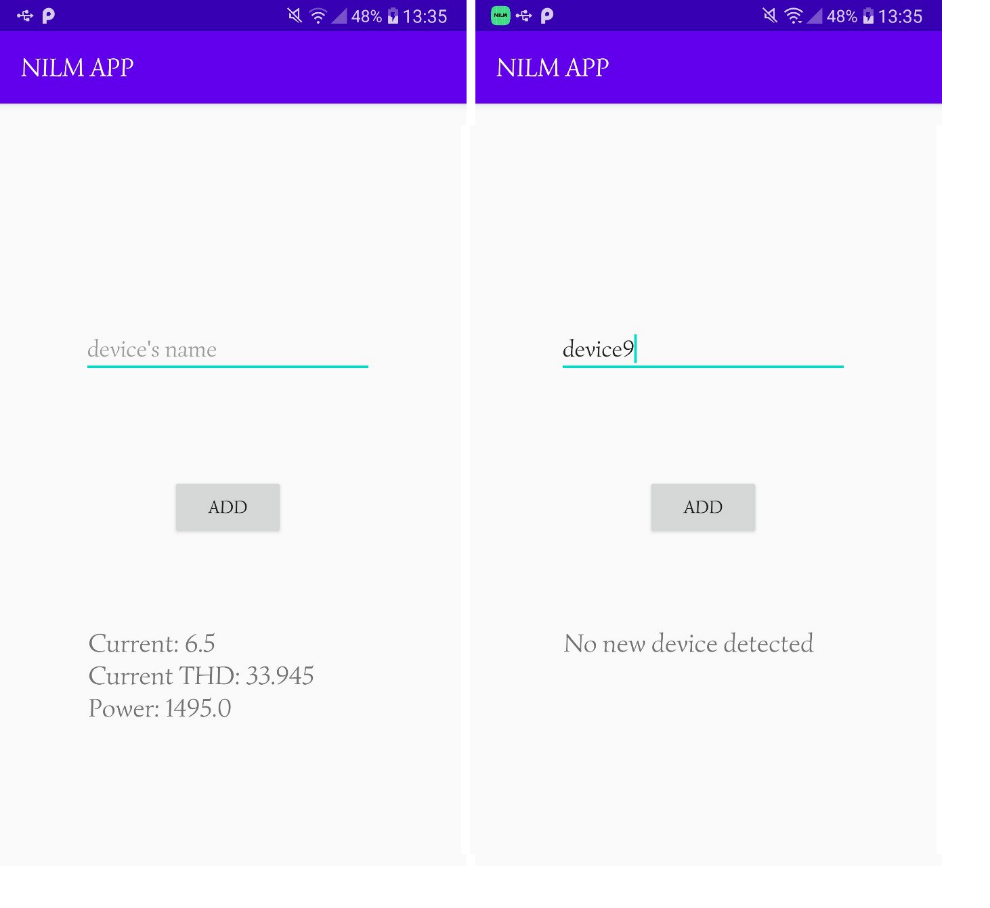 48% 13:35
NILM APP
device's name
ADD
Current: 6.5
Current THD: 33.945
Power: 1495.0
NILM 48% 13:35
NILM APP
device9
ADD
No new device detected